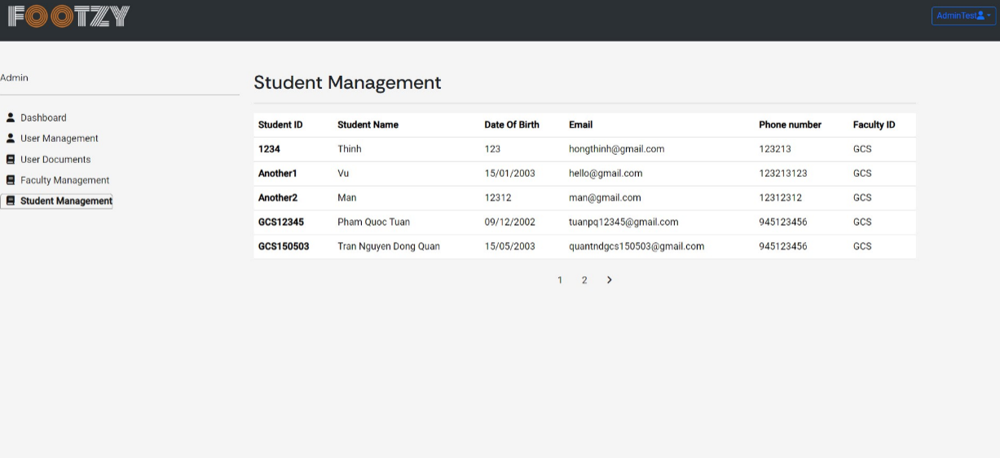 FOOTZY
AdminTest
Admin
Dashboard
User Management
User Documents
Faculty Management
Student Management
Student Management
Student ID Student Name Date Of Birth Email Phone number Faculty ID
1234 Thinh 123 hongthinh@gmail.com 123213 GCS
Another1 Vu 15/01/2003 hello@gmail.com 123213123 GCS
Another2 Man 12312 man@gmail.com 12312312 GCS
GCS12345 Pham Quoc Tuan 09/12/2002 tuanpq12345@gmail.com 945123456 GCS
GCS150503 Tran Nguyen Dong Quan 15/05/2003 quantndgcs150503@gmail.com 945123456 GCS
1 2